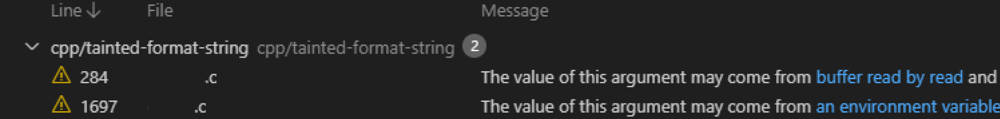 Line ↓ File Message
cpp/tainted-format-string cpp/tainted-format-string 2
284 .c The value of this argument may come from buffer read by read and
1697 .c The value of this argument may come from an environment variable